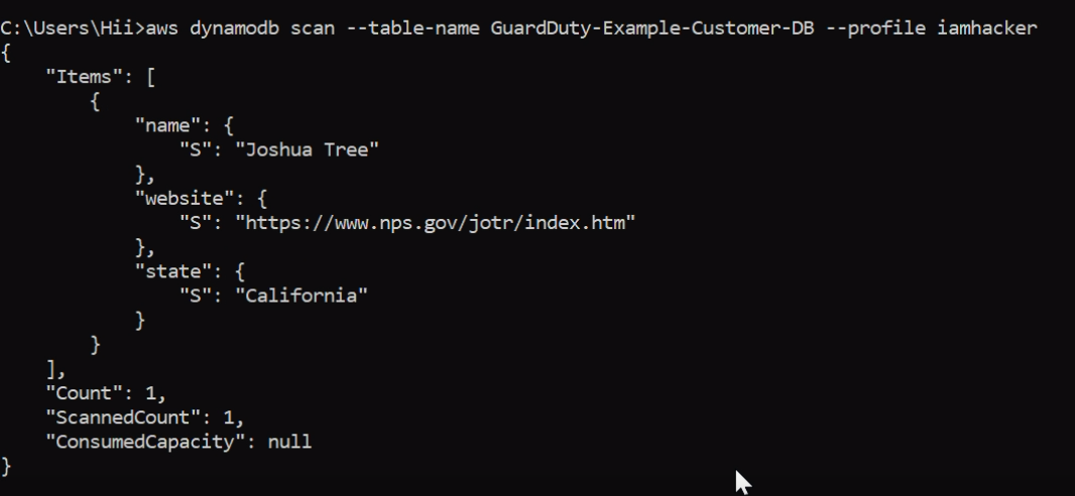 C:\Users\Hii>aws dynamodb scan --table-name GuardDuty-Example-Customer-DB --profile iamhacker
{
    "Items": [
        {
            "name": {
                "S": "Joshua Tree"
            },
            "website": {
                "S": "https://www.nps.gov/jotr/index.htm"
            },
            "state": {
                "S": "California"
            }
        }
    ],
    "Count": 1,
    "ScannedCount": 1,
    "ConsumedCapacity": null
}